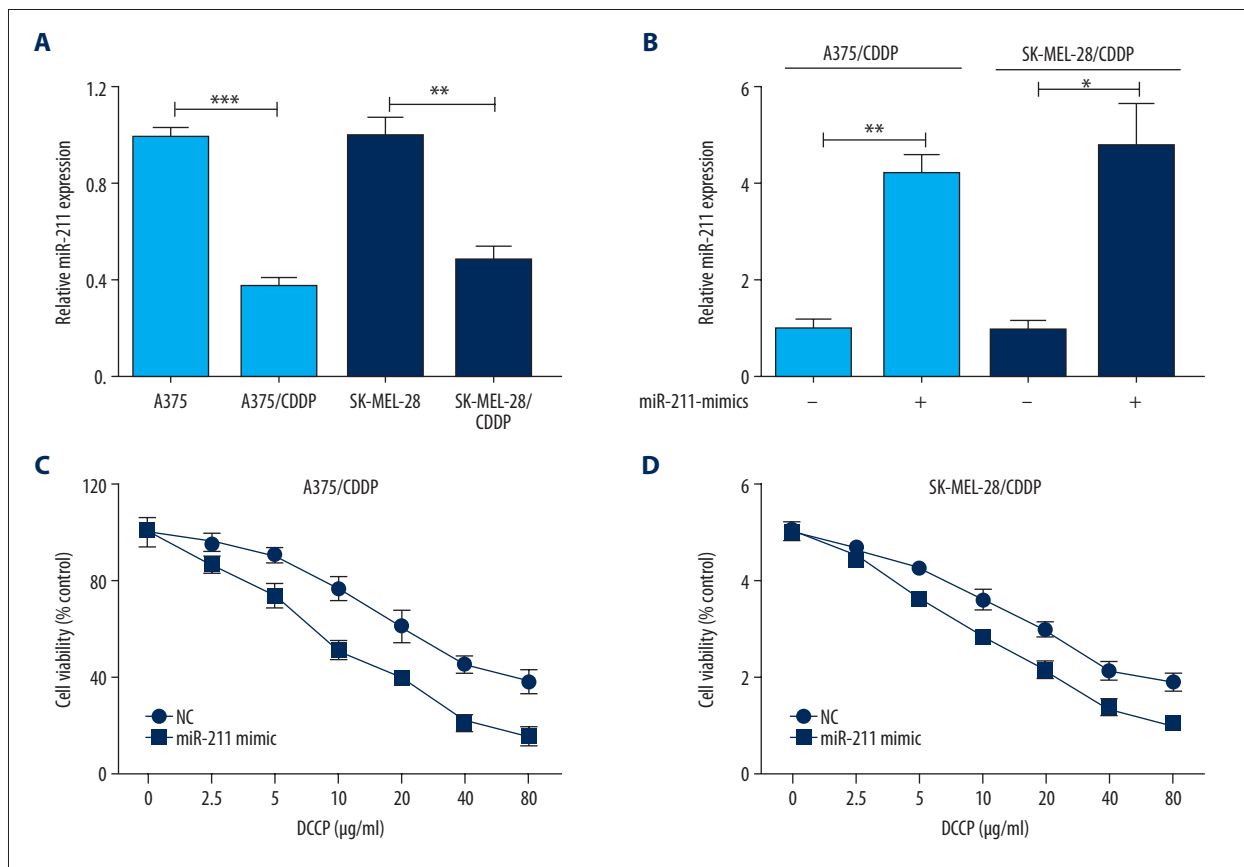 A
Relative miR-211 expression
1.2
0.8
0.4
0.
***
**
A375
A375/CDDP
SK-MEL-28
SK-MEL-28/
CDDP
B
A375/CDDP
SK-MEL-28/CDDP
Relative miR-211 expression
6
4
2
0
**
*
miR-211-mimics
– + – +
C
A375/CDDP
Cell viability (% control)
120
80
40
0
NC
miR-211 mimic
0 2.5 5 10 20 40 80
DCCP (µg/ml)
D
SK-MEL-28/CDDP
Cell viability (% control)
6
4
2
0
NC
miR-211 mimic
0 2.5 5 10 20 40 80
DCCP (µg/ml)